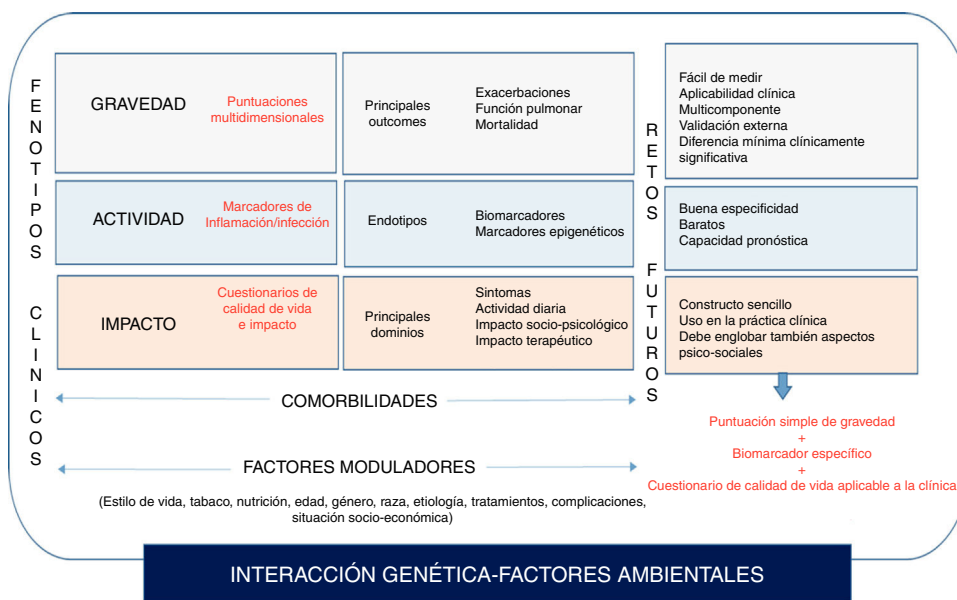 FENOTIPOS
CLINICOS
GRAVEDAD
Puntuaciones
multidimensionales
Principales
outcomes
Exacerbaciones
Función pulmonar
Mortalidad
ACTIVIDAD
Marcadores de
Inflamación/infección
Endotipos
Biomarcadores
Marcadores epigenéticos
IMPACTO
Cuestionarios de
calidad de vida
e impacto
Principales
dominios
Sintomas
Actividad diaria
Impacto socio-psicológico
Impacto terapéutico
RETOS
FUTUROS
Fácil de medir
Aplicabilidad clínica
Multicomponente
Validación externa
Diferencia mínima clínicamente
significativa
Buena especificidad
Baratos
Capacidad pronóstica
Constructo sencillo
Uso en la práctica clínica
Debe englobar también aspectos
psico-sociales
COMORBILIDADES
FACTORES MODULADORES
(Estilo de vida, tabaco, nutrición, edad, género, raza, etiología, tratamientos, complicaciones,
situación socio-económica)
Puntuación simple de gravedad
+
Biomarcador específico
+
Cuestionario de calidad de vida aplicable a la clínica
INTERACCIÓN GENÉTICA-FACTORES AMBIENTALES